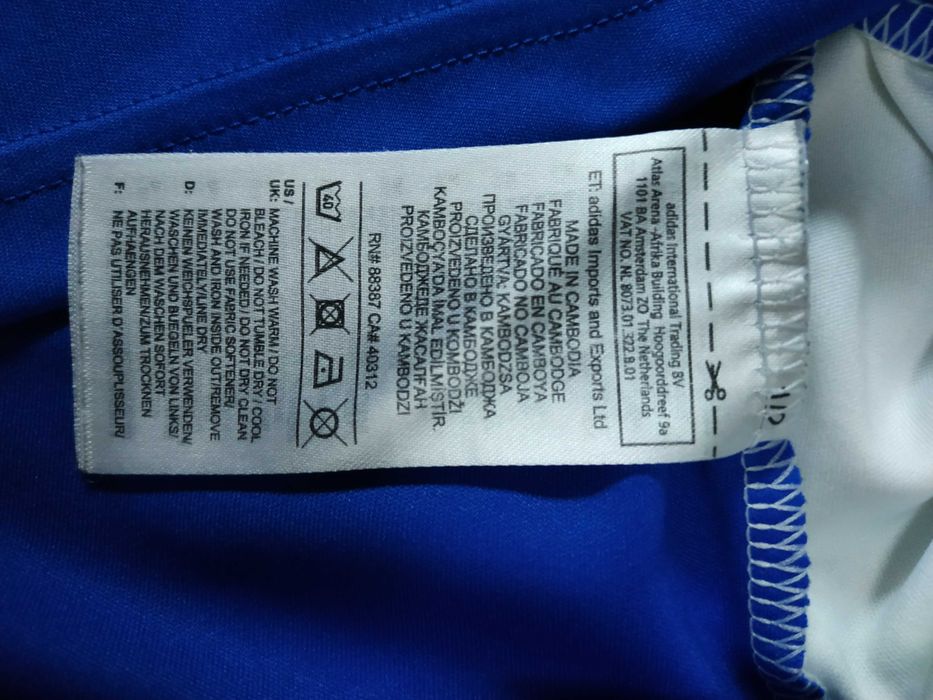 adidas International Trading BV
Atlas Arena -Afrika Building Hoogoorddreef 9a
1101 BA Amsterdam ZO The Netherlands
VAT NO. NL 8073.01.322.B.01
ET: adidas Imports and Exports Ltd
MADE IN CAMBODIA
FABRIQUÉ AU CAMBODGE
FABRICADO EN CAMBOYA
FABRICADO NO CAMBOJA
GYÁRTVA: KAMBODZSA
ПРОИЗВЕДЕНО В КАМБОДЖА
СДЕЛАНО В КАМБОДЖЕ
PROIZVEDENO U KOMBODŽI
KAMBOÇYA'DA İMAL EDİLMİŞTİR.
КАМБОДЖЕДЕ ЖАСАЛҒАН
PROIZVEDENO U KAMBODŽI
RN# 88387 CA# 40312
40
US /
UK: MACHINE WASH WARM / DO NOT
BLEACH / DO NOT TUMBLE DRY / COOL
IRON IF NEEDED / DO NOT DRY CLEAN
DO NOT USE FABRIC SOFTENER/
WASH AND IRON INSIDE OUT/REMOVE
IMMEDIATELY/LINE DRY
D: KEINEN WEICHSPUELER VERWENDEN/
WASCHEN UND BUEGELN VON LINKS/
NACH DEM WASCHEN SOFORT
HERAUSNEHMEN/ZUM TROCKNEN
AUFHAENGEN
F: NE PAS UTILISER D'ASSOUPLISSEUR/